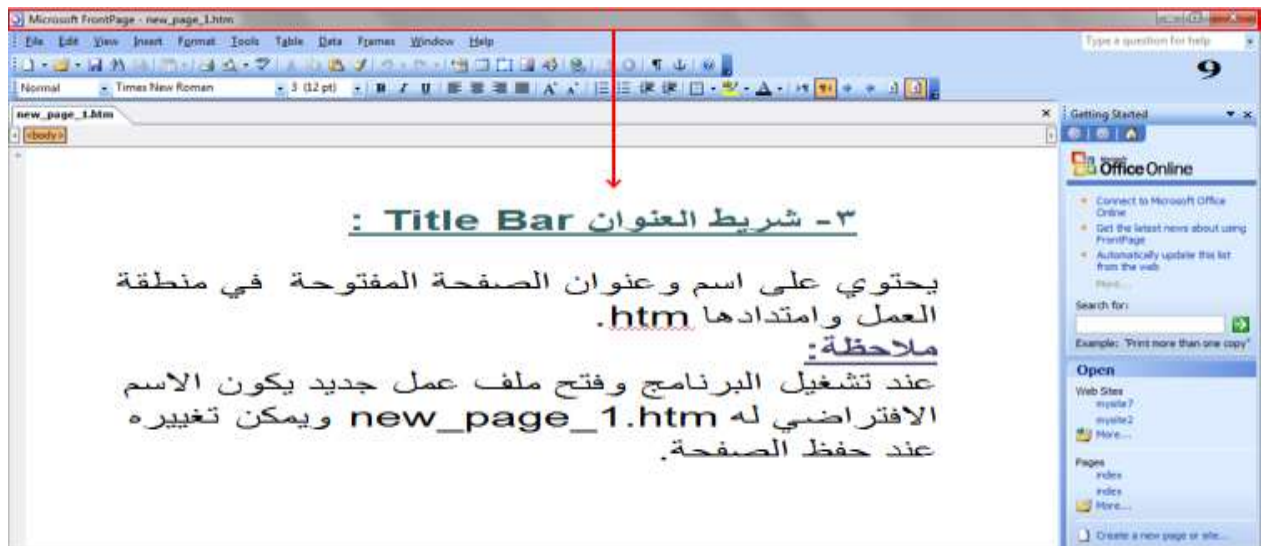 Microsoft FrontPage - new_page_1.htm
File Edit View Insert Format Tools Table Data Frames Window Help
Type a question for help
9
Normal Times New Roman 3 (12 pt) B I U
new_page_1.htm
Getting Started
<body>
Microsoft
Office Online
Connect to Microsoft Office
Online
Get the latest news about using
FrontPage
Automatically update this list
from the web
More...
Search for:
Example: "Print more than one copy"
Open
Web Sites
mysite7
mysite2
More...
Pages
index
index
More...
Create a new page or site...
٣- شريط العنوان Title Bar :
يحتوي على اسم وعنوان الصفحة المفتوحة في منطقة
العمل وامتدادها htm.
ملاحظة:
عند تشغيل البرنامج وفتح ملف عمل جديد يكون الاسم
الافتراضي له new_page_1.htm ويمكن تغييره
عند حفظ الصفحة.